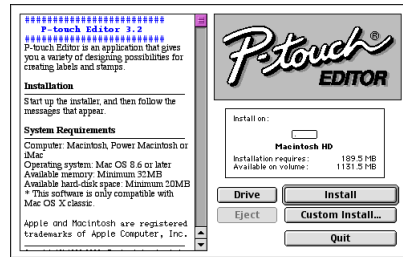 ########################
P-touch Editor 3.2
########################
P-touch Editor is an application that gives
you a variety of designing possibilities for
creating labels and stamps.
Installation
Start up the installer, and then follow the
messages that appear.
System Requirements
Computer: Macintosh, Power Macintosh or
iMac
Operating system: Mac OS 8.6 or later
Available memory: Minimum 32MB
Available hard-disk space: Minimum 20MB
* This software is only compatible with
Mac OS X classic.
Apple and Macintosh are registered
trademarks of Apple Computer, Inc.
P-touch®
EDITOR
Install on:
Macintosh HD
Installation requires: 189.5 MB
Available on volume: 1131.5 MB
Drive
Install
Eject
Custom Install...
Quit